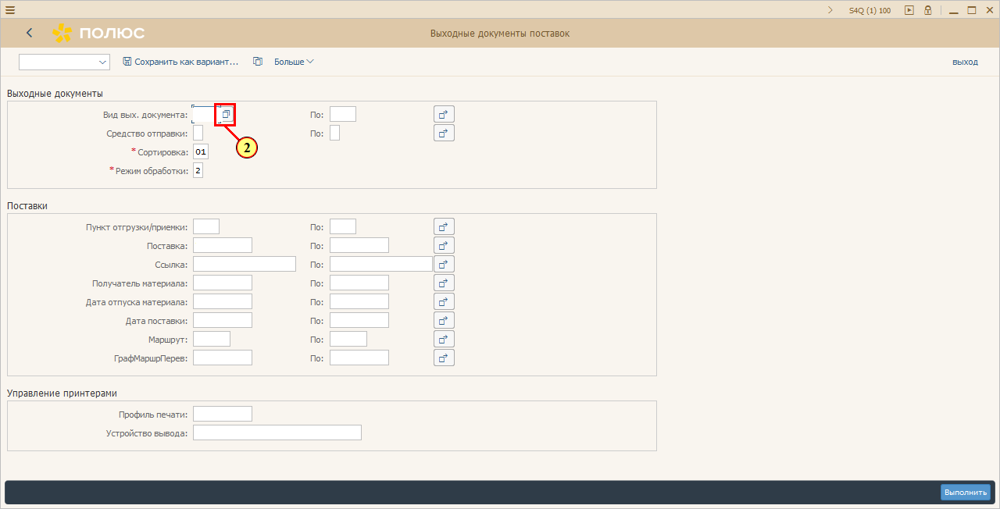 S4Q (1) 100
ПОЛЮС
Выходные документы поставок
Сохранить как вариант...
Больше
выход
Выходные документы
Вид вых. документа:
По:
Средство отправки:
По:
2
*Сортировка: 01
*Режим обработки: 2
Поставки
Пункт отгрузки/приемки:
По:
Поставка:
По:
Ссылка:
По:
Получатель материала:
По:
Дата отпуска материала:
По:
Дата поставки:
По:
Маршрут:
По:
ГрафМаршрПерев:
По:
Управление принтерами
Профиль печати:
Устройство вывода:
Выполнить